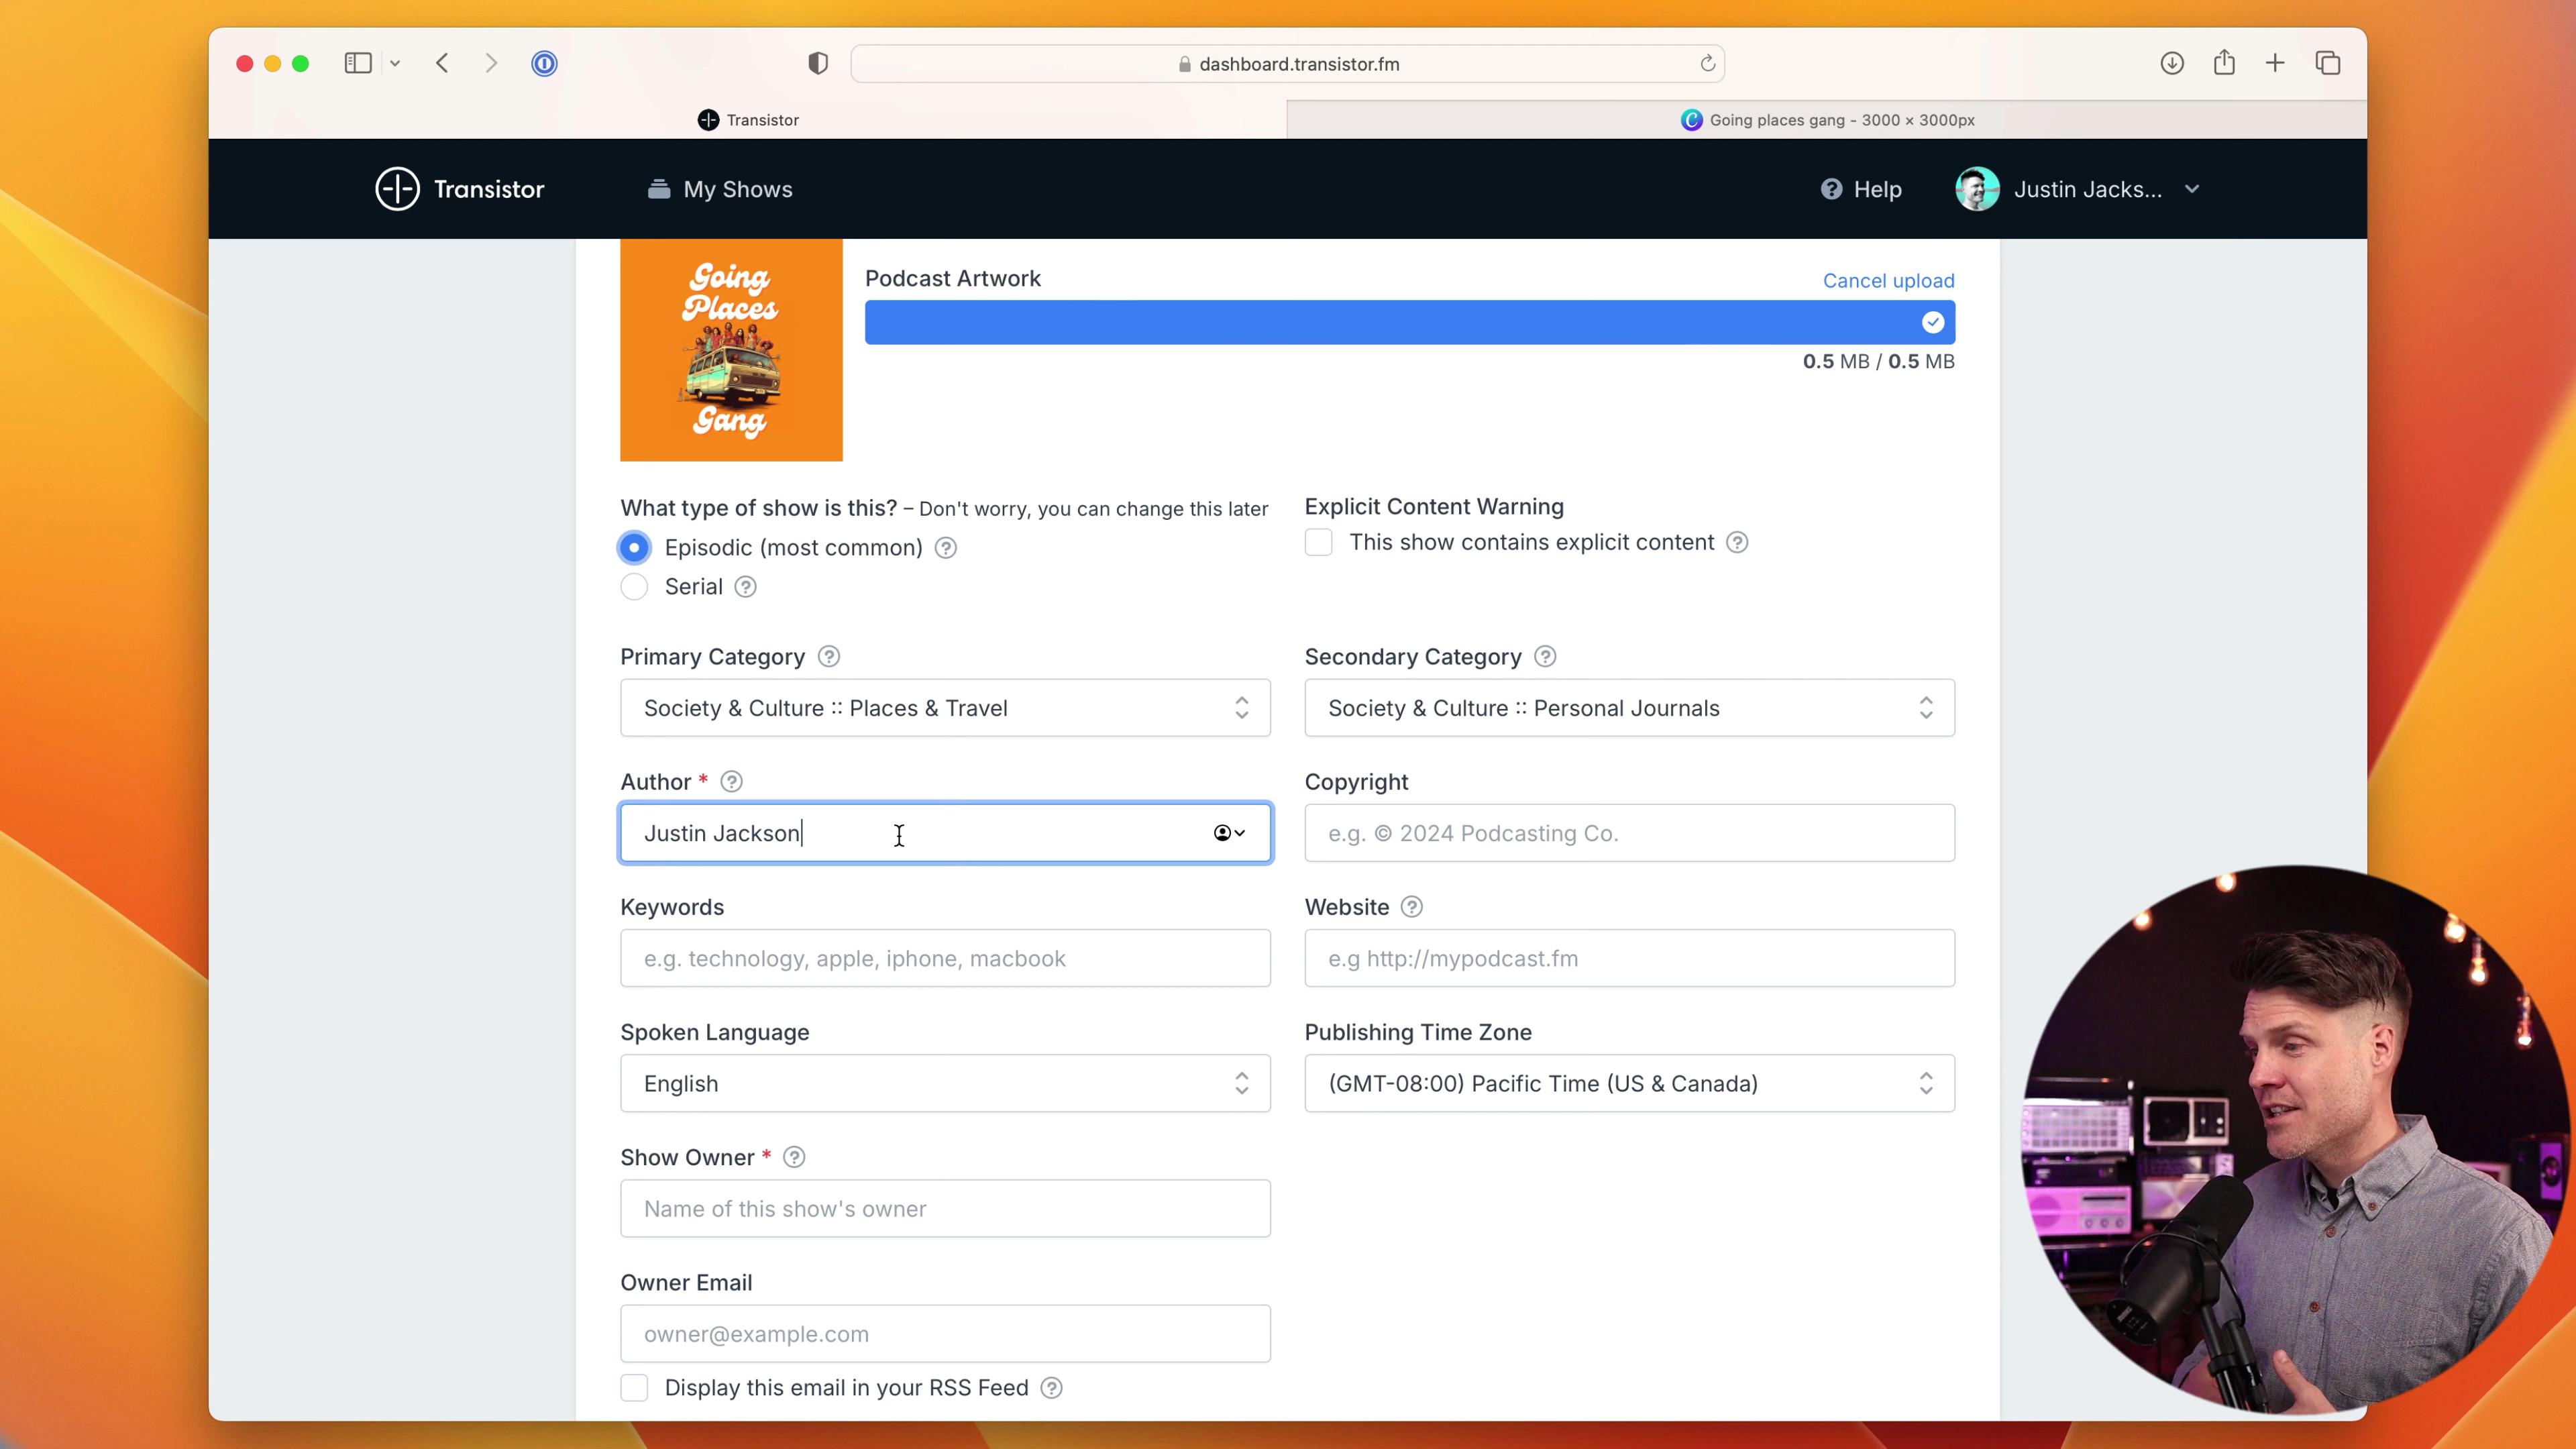 dashboard.transistor.fm
Transistor
Going places gang - 3000 × 3000px
Transistor
My Shows
Help
Justin Jacks...
Going
Places
Gang
Podcast Artwork
Cancel upload
0.5 MB / 0.5 MB
What type of show is this? – Don't worry, you can change this later
Episodic (most common)
Serial
Explicit Content Warning
This show contains explicit content
Primary Category
Society & Culture :: Places & Travel
Secondary Category
Society & Culture :: Personal Journals
Author *
Justin Jackson
Copyright
e.g. © 2024 Podcasting Co.
Keywords
e.g. technology, apple, iphone, macbook
Website
e.g http://mypodcast.fm
Spoken Language
English
Publishing Time Zone
(GMT-08:00) Pacific Time (US & Canada)
Show Owner *
Name of this show's owner
Owner Email
owner@example.com
Display this email in your RSS Feed